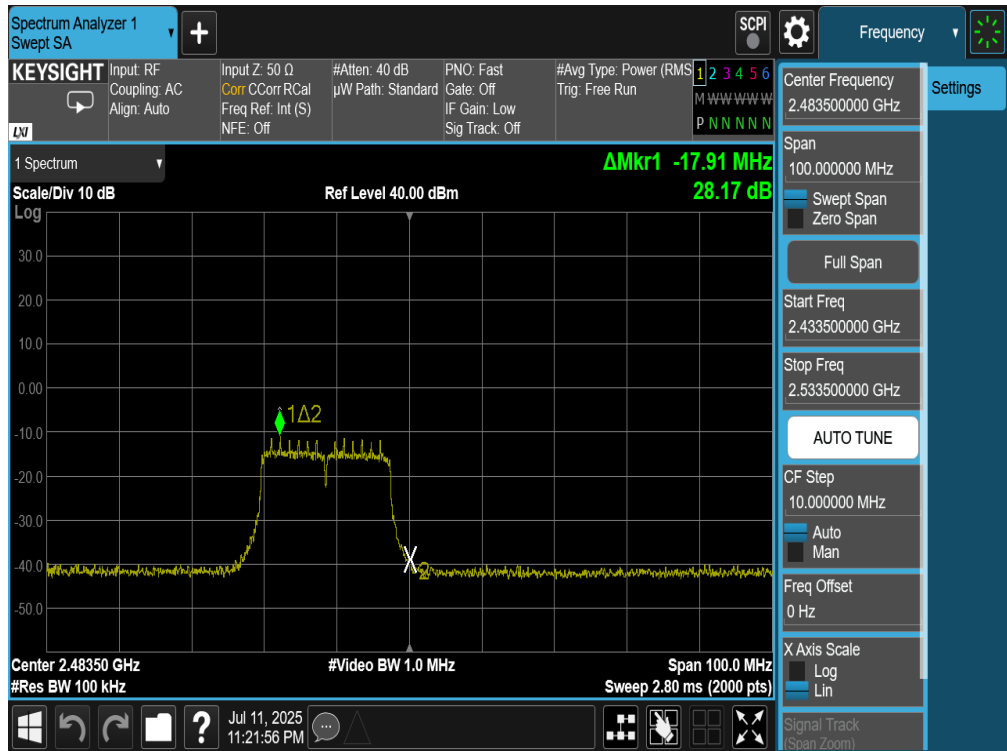 Spectrum Analyzer 1
Swept SA
+
SCPI
Frequency
KEYSIGHT
Input: RF
Coupling: AC
Align: Auto
LXI
Input Z: 50 Ω
Corr CCorr RCal
Freq Ref: Int (S)
NFE: Off
#Atten: 40 dB
µW Path: Standard
PNO: Fast
Gate: Off
IF Gain: Low
Sig Track: Off
#Avg Type: Power (RMS
Trig: Free Run
1 2 3 4 5 6
M W W W W W
P N N N N N
Center Frequency
2.483500000 GHz
Settings
Span
100.000000 MHz
Swept Span
Zero Span
Full Span
Start Freq
2.433500000 GHz
Stop Freq
2.533500000 GHz
AUTO TUNE
CF Step
10.000000 MHz
Auto
Man
Freq Offset
0 Hz
X Axis Scale
Log
Lin
Signal Track
(Span Zoom)
1 Spectrum
ΔMkr1 -17.91 MHz
28.17 dB
Scale/Div 10 dB
Ref Level 40.00 dBm
Log
30.0
20.0
10.0
0.00
-10.0
-20.0
-30.0
-40.0
-50.0
1Δ2
2
Center 2.48350 GHz
#Video BW 1.0 MHz
Span 100.0 MHz
#Res BW 100 kHz
Sweep 2.80 ms (2000 pts)
?
Jul 11, 2025
11:21:56 PM